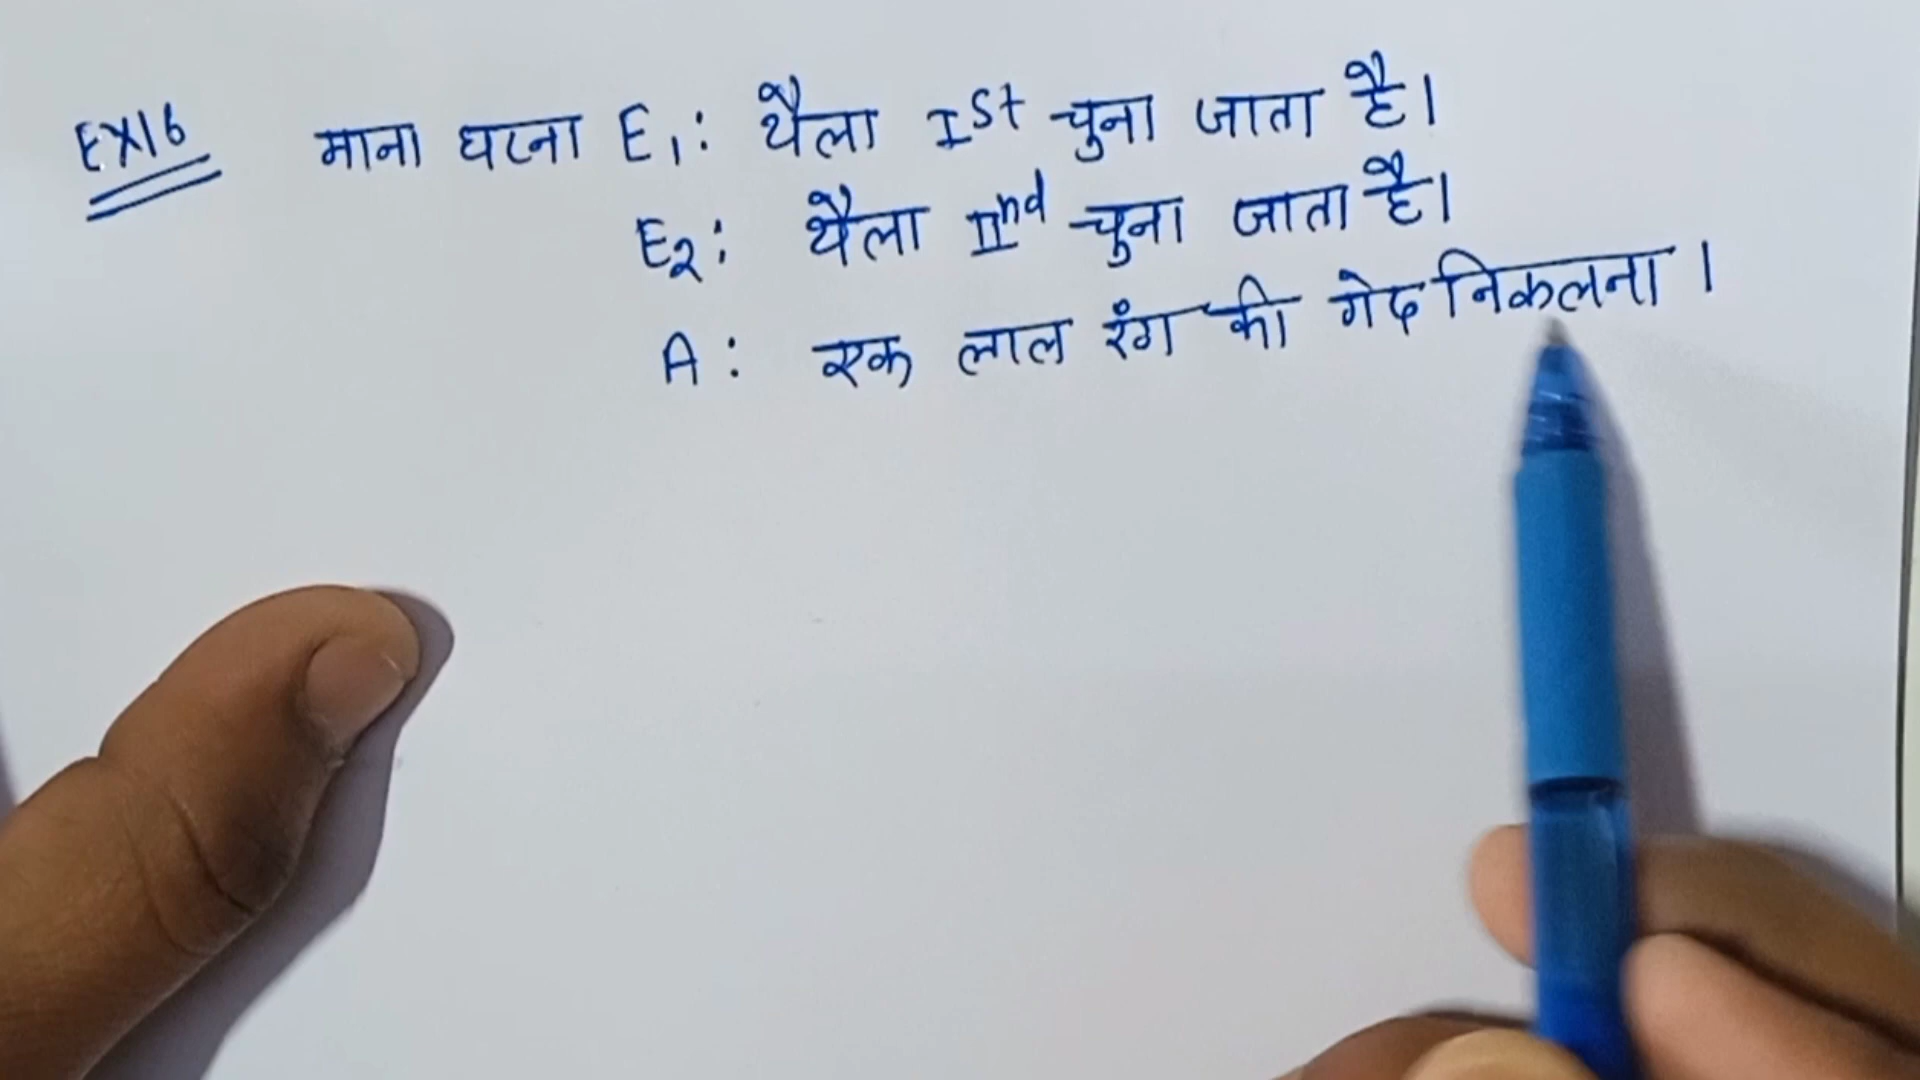 EX16 माना घटना E₁: थैला Iˢᵗ चुना जाता है।
E₂: थैला IIⁿᵈ चुना जाता है।
A: एक लाल रंग की गेद निकलना।